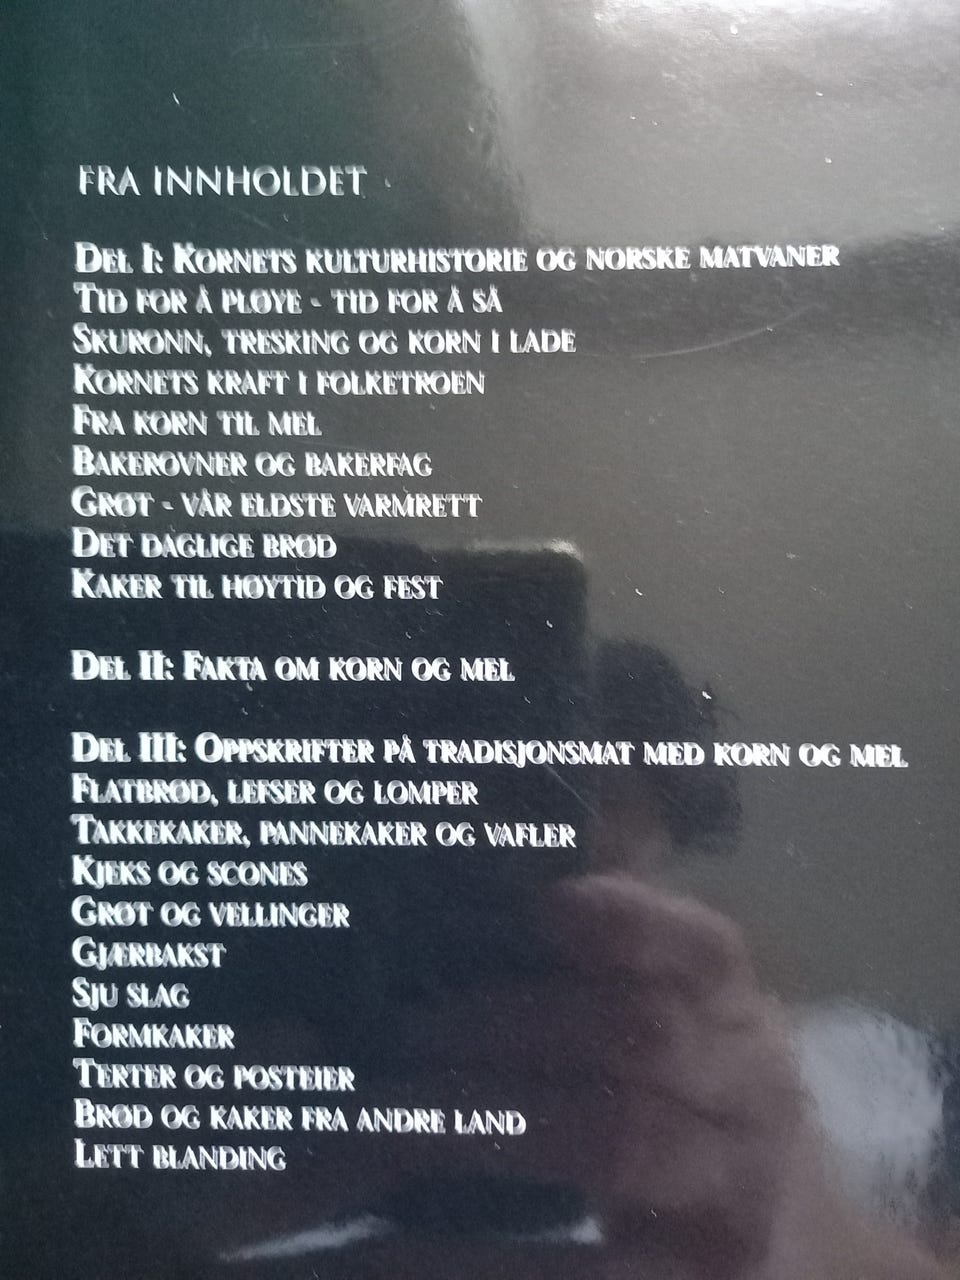 FRA INNHOLDET
DEL I: KORNETS KULTURHISTORIE OG NORSKE MATVANER
TID FOR Å PLØYE - TID FOR Å SÅ
SKURONN, TRESKING OG KORN I LADE
KORNETS KRAFT I FOLKETROEN
FRA KORN TIL MEL
BAKEROVNER OG BAKERFAG
GRØT - VÅR ELDSTE VARMRETT
DET DAGLIGE BRØD
KAKER TIL HØYTID OG FEST
DEL II: FAKTA OM KORN OG MEL
DEL III: OPPSKRIFTER PÅ TRADISJONSMAT MED KORN OG MEL
FLATBRØD, LEFSER OG LOMPER
TAKKEKAKER, PANNEKAKER OG VAFLER
KJEKS OG SCONES
GRØT OG VELLINGER
GJÆRBAKST
SJU SLAG
FORMKAKER
TERTER OG POSTEIER
BRØD OG KAKER FRA ANDRE LAND
LETT BLANDING